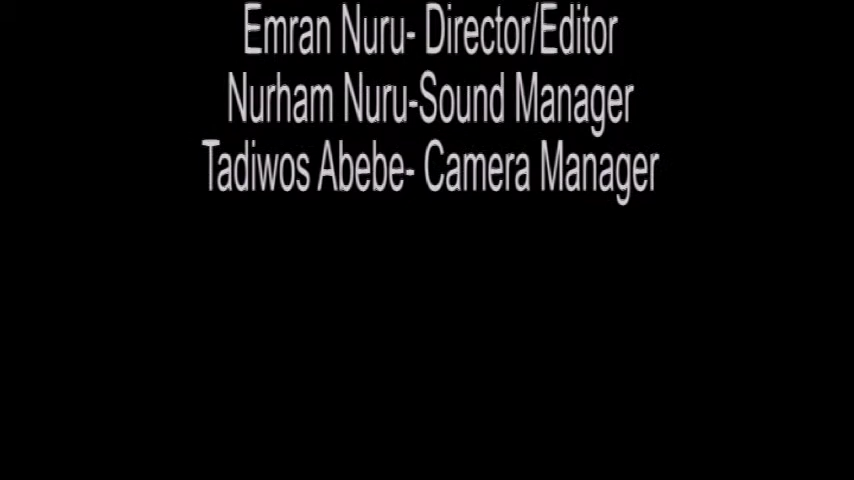 Emran Nuru- Director/Editor
Nurham Nuru-Sound Manager
Tadiwos Abebe- Camera Manager